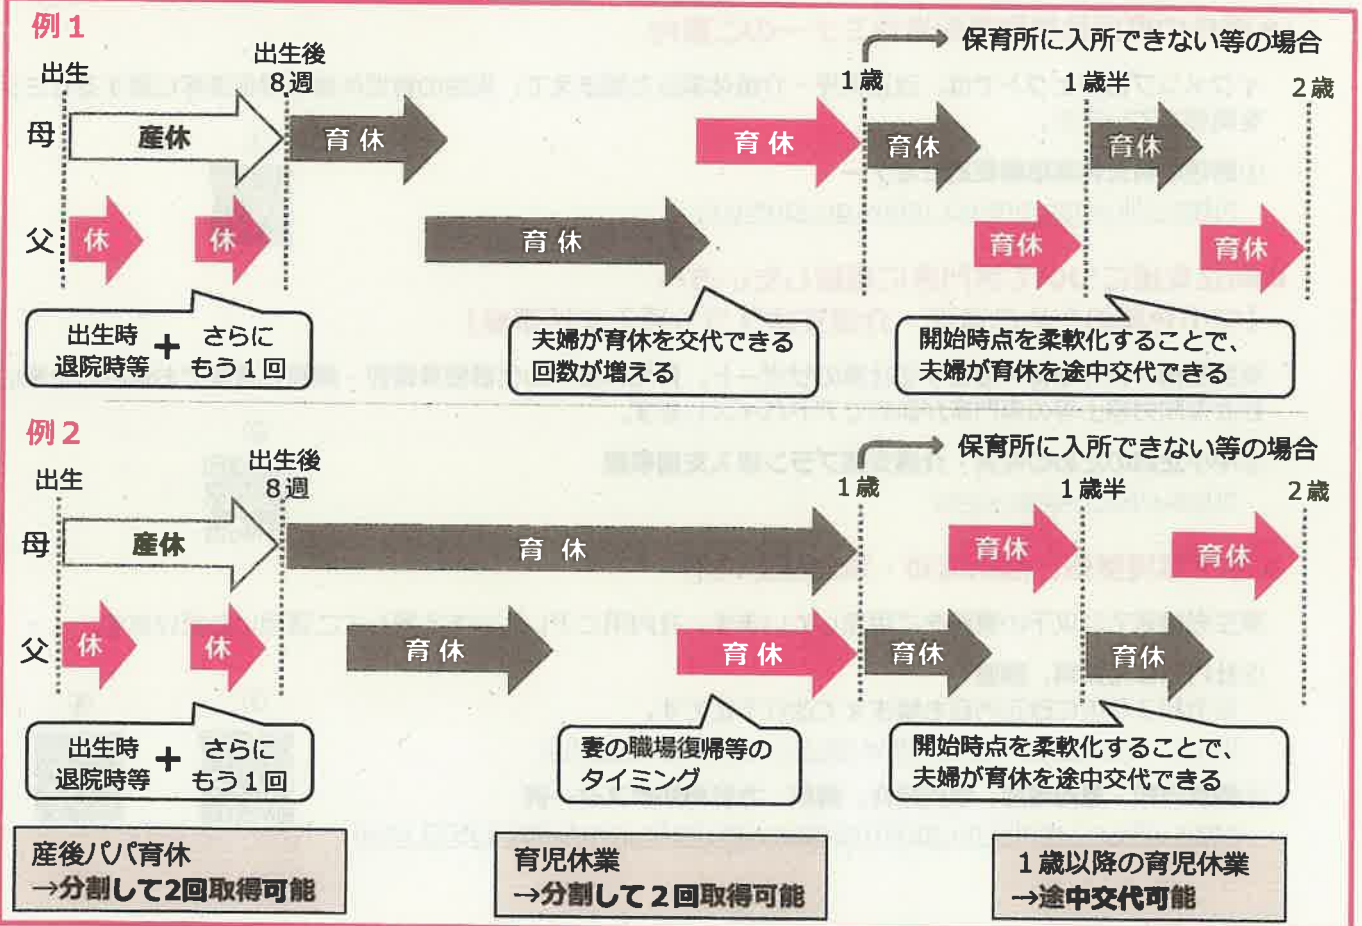 例1
保育所に入所できない等の場合
出生
出生後
8週
1歳
1歳半
2歳
母
産休
育休
育休
育休
育休
父
休
休
育休
育休
育休
出生時
退院時等
+
さらに
もう1回
夫婦が育休を交代できる
回数が増える
開始時点を柔軟化することで、
夫婦が育休を途中交代できる
例2
保育所に入所できない等の場合
出生
出生後
8週
1歳
1歳半
2歳
母
産休
育休
育休
育休
父
休
休
育休
育休
育休
育休
出生時
退院時等
+
さらに
もう1回
妻の職場復帰等の
タイミング
開始時点を柔軟化することで、
夫婦が育休を途中交代できる
産後パパ育休
→分割して2回取得可能
育児休業
→分割して2回取得可能
1歳以降の育児休業
→途中交代可能